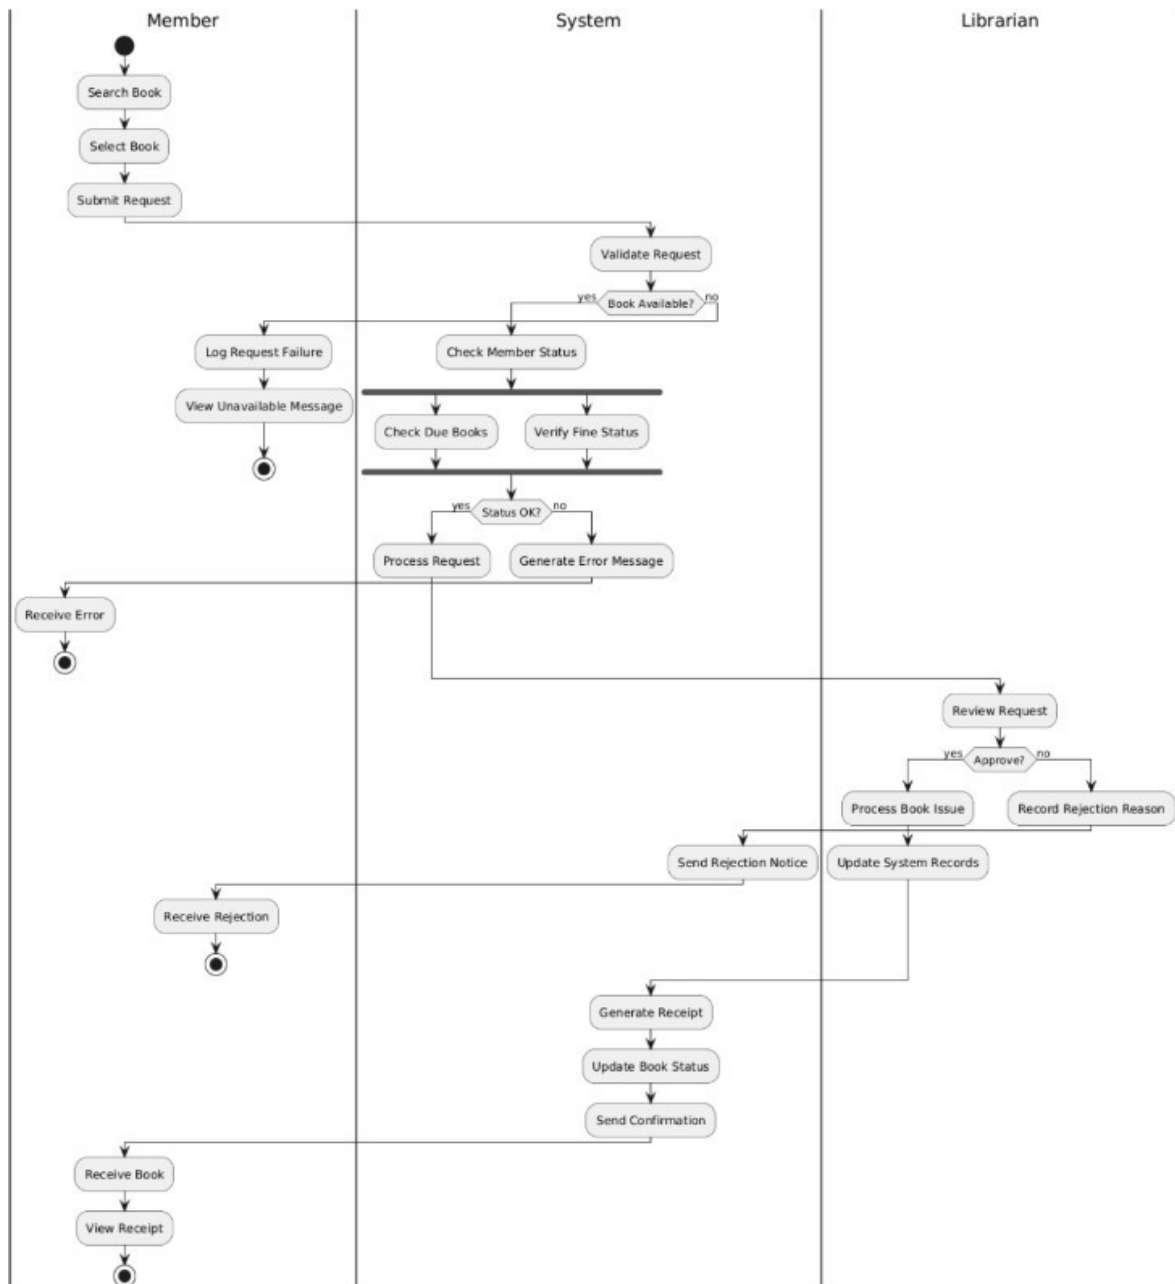 Member
System
Librarian
Search Book
Select Book
Submit Request
Validate Request
yes
Book Available?
no
Log Request Failure
Check Member Status
View Unavailable Message
Check Due Books
Verify Fine Status
yes
Status OK?
no
Process Request
Generate Error Message
Receive Error
Review Request
yes
Approve?
no
Process Book Issue
Record Rejection Reason
Send Rejection Notice
Update System Records
Receive Rejection
Generate Receipt
Update Book Status
Send Confirmation
Receive Book
View Receipt